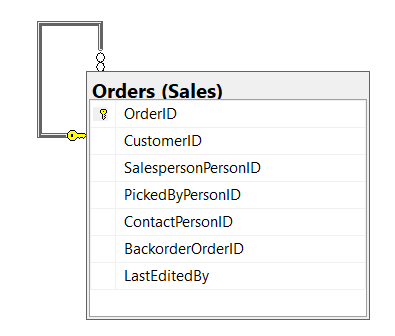 Orders (Sales)
OrderID
CustomerID
SalespersonPersonID
PickedByPersonID
ContactPersonID
BackorderOrderID
LastEditedBy